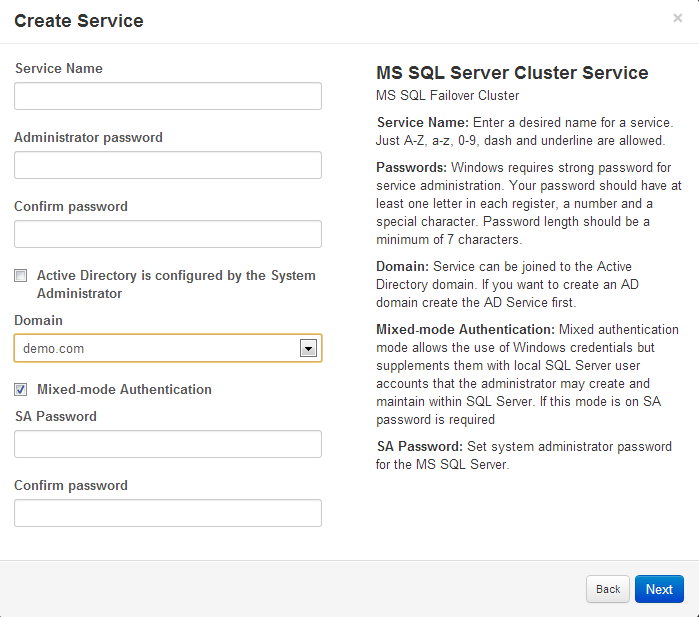 Create Service
×
Service Name
Administrator password
Confirm password
Active Directory is configured by the System
Administrator
Domain
demo.com
Mixed-mode Authentication
SA Password
Confirm password
MS SQL Server Cluster Service
MS SQL Failover Cluster
Service Name: Enter a desired name for a service.
Just A-Z, a-z, 0-9, dash and underline are allowed.
Passwords: Windows requires strong password for
service administration. Your password should have at
least one letter in each register, a number and a
special character. Password length should be a
minimum of 7 characters.
Domain: Service can be joined to the Active
Directory domain. If you want to create an AD
domain create the AD Service first.
Mixed-mode Authentication: Mixed authentication
mode allows the use of Windows credentials but
supplements them with local SQL Server user
accounts that the administrator may create and
maintain within SQL Server. If this mode is on SA
password is required
SA Password: Set system administrator password
for the MS SQL Server.
Back
Next